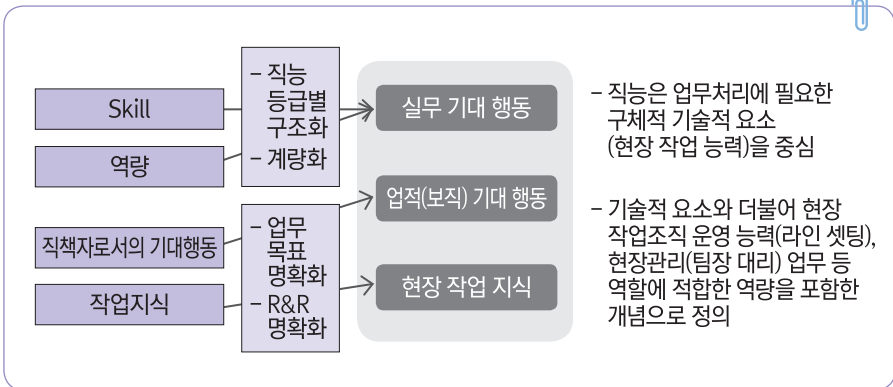 Skill
역량
직책자로서의 기대행동
작업지식
– 직능
등급별
구조화
– 계량화
– 업무
목표
명확화
– R&R
명확화
실무 기대 행동
업적(보직) 기대 행동
현장 작업 지식
– 직능은 업무처리에 필요한
구체적 기술적 요소
(현장 작업 능력)을 중심
– 기술적 요소와 더불어 현장
작업조직 운영 능력(라인 셋팅),
현장관리(팀장 대리) 업무 등
역할에 적합한 역량을 포함한
개념으로 정의